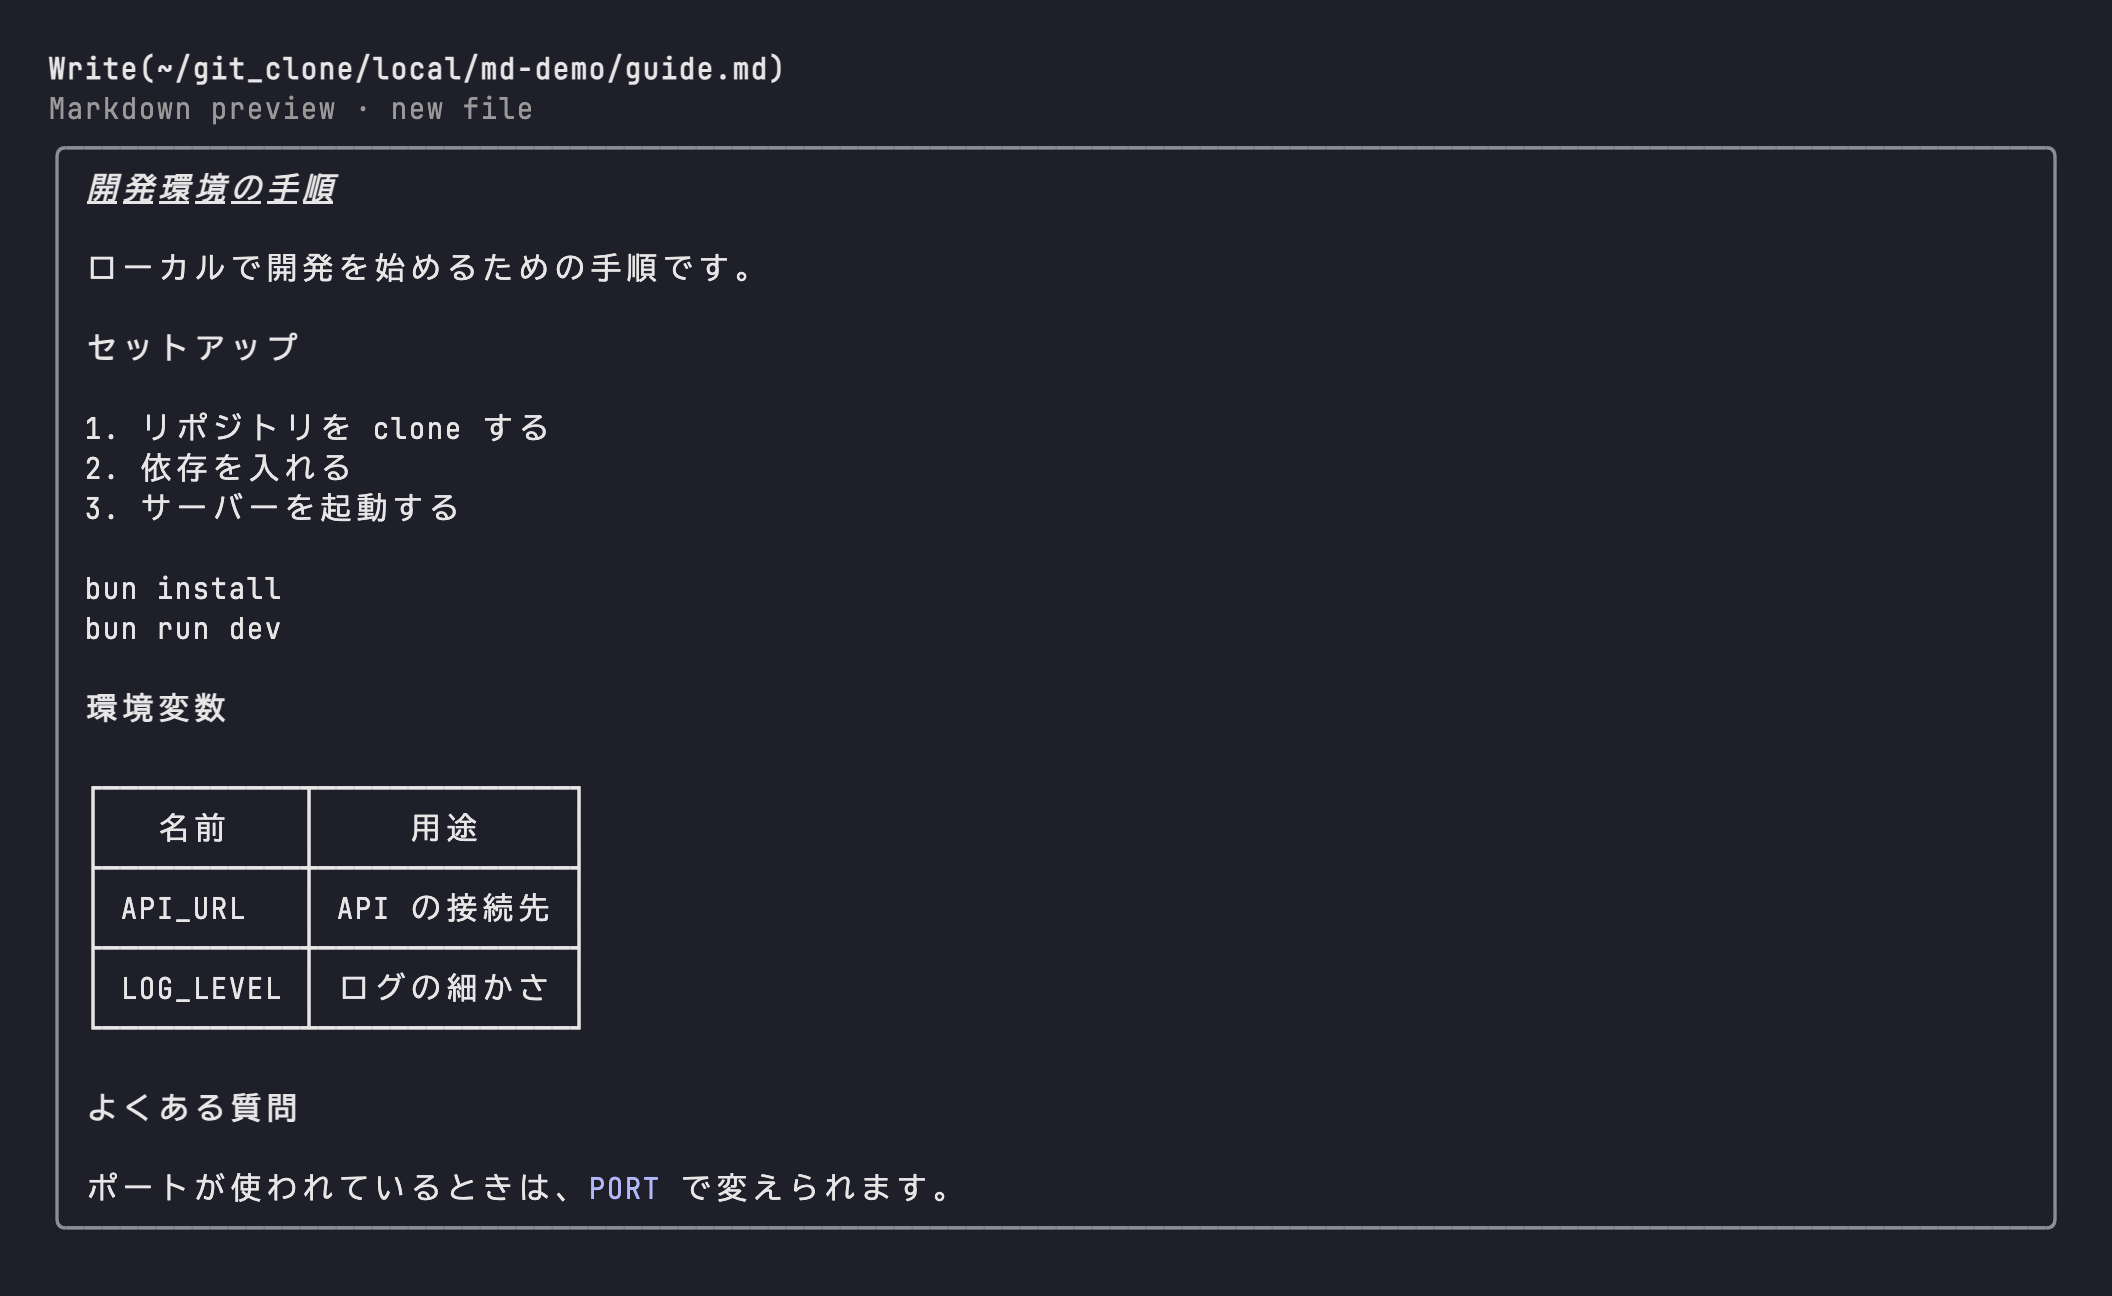 Write(~/git_clone/local/md-demo/guide.md)
Markdown preview · new file
開発環境の手順
ローカルで開発を始めるための手順です。
セットアップ
1. リポジトリを clone する
2. 依存を入れる
3. サーバーを起動する
bun install
bun run dev
環境変数
名前 用途
API_URL API の接続先
LOG_LEVEL ログの細かさ
よくある質問
ポートが使われているときは、PORT で変えられます。